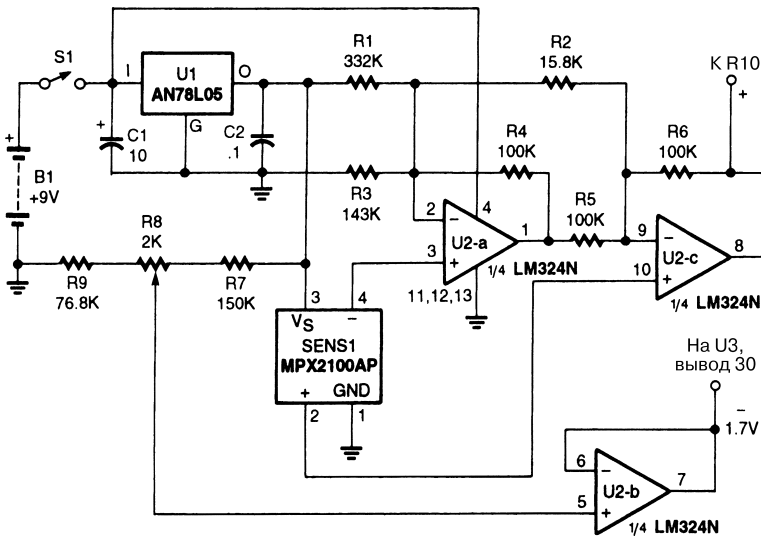 S1
I
U1
AN78L05
O
G
R1
332K
R2
15.8K
K R10
+
+
C1
10
C2
.1
R4
100K
R6
100K
+
B1
+9V
R3
143K
R5
100K
2
−
4
3
+
1
U2-a
1/4 LM324N
11,12,13
9
−
8
10
+
U2-c
1/4 LM324N
R8
2K
R9
76.8K
R7
150K
3
4
VS
−
SENS1
MPX2100AP
+
GND
2
1
На U3,
вывод 30
−
1.7V
6
−
7
5
+
U2-b
1/4 LM324N